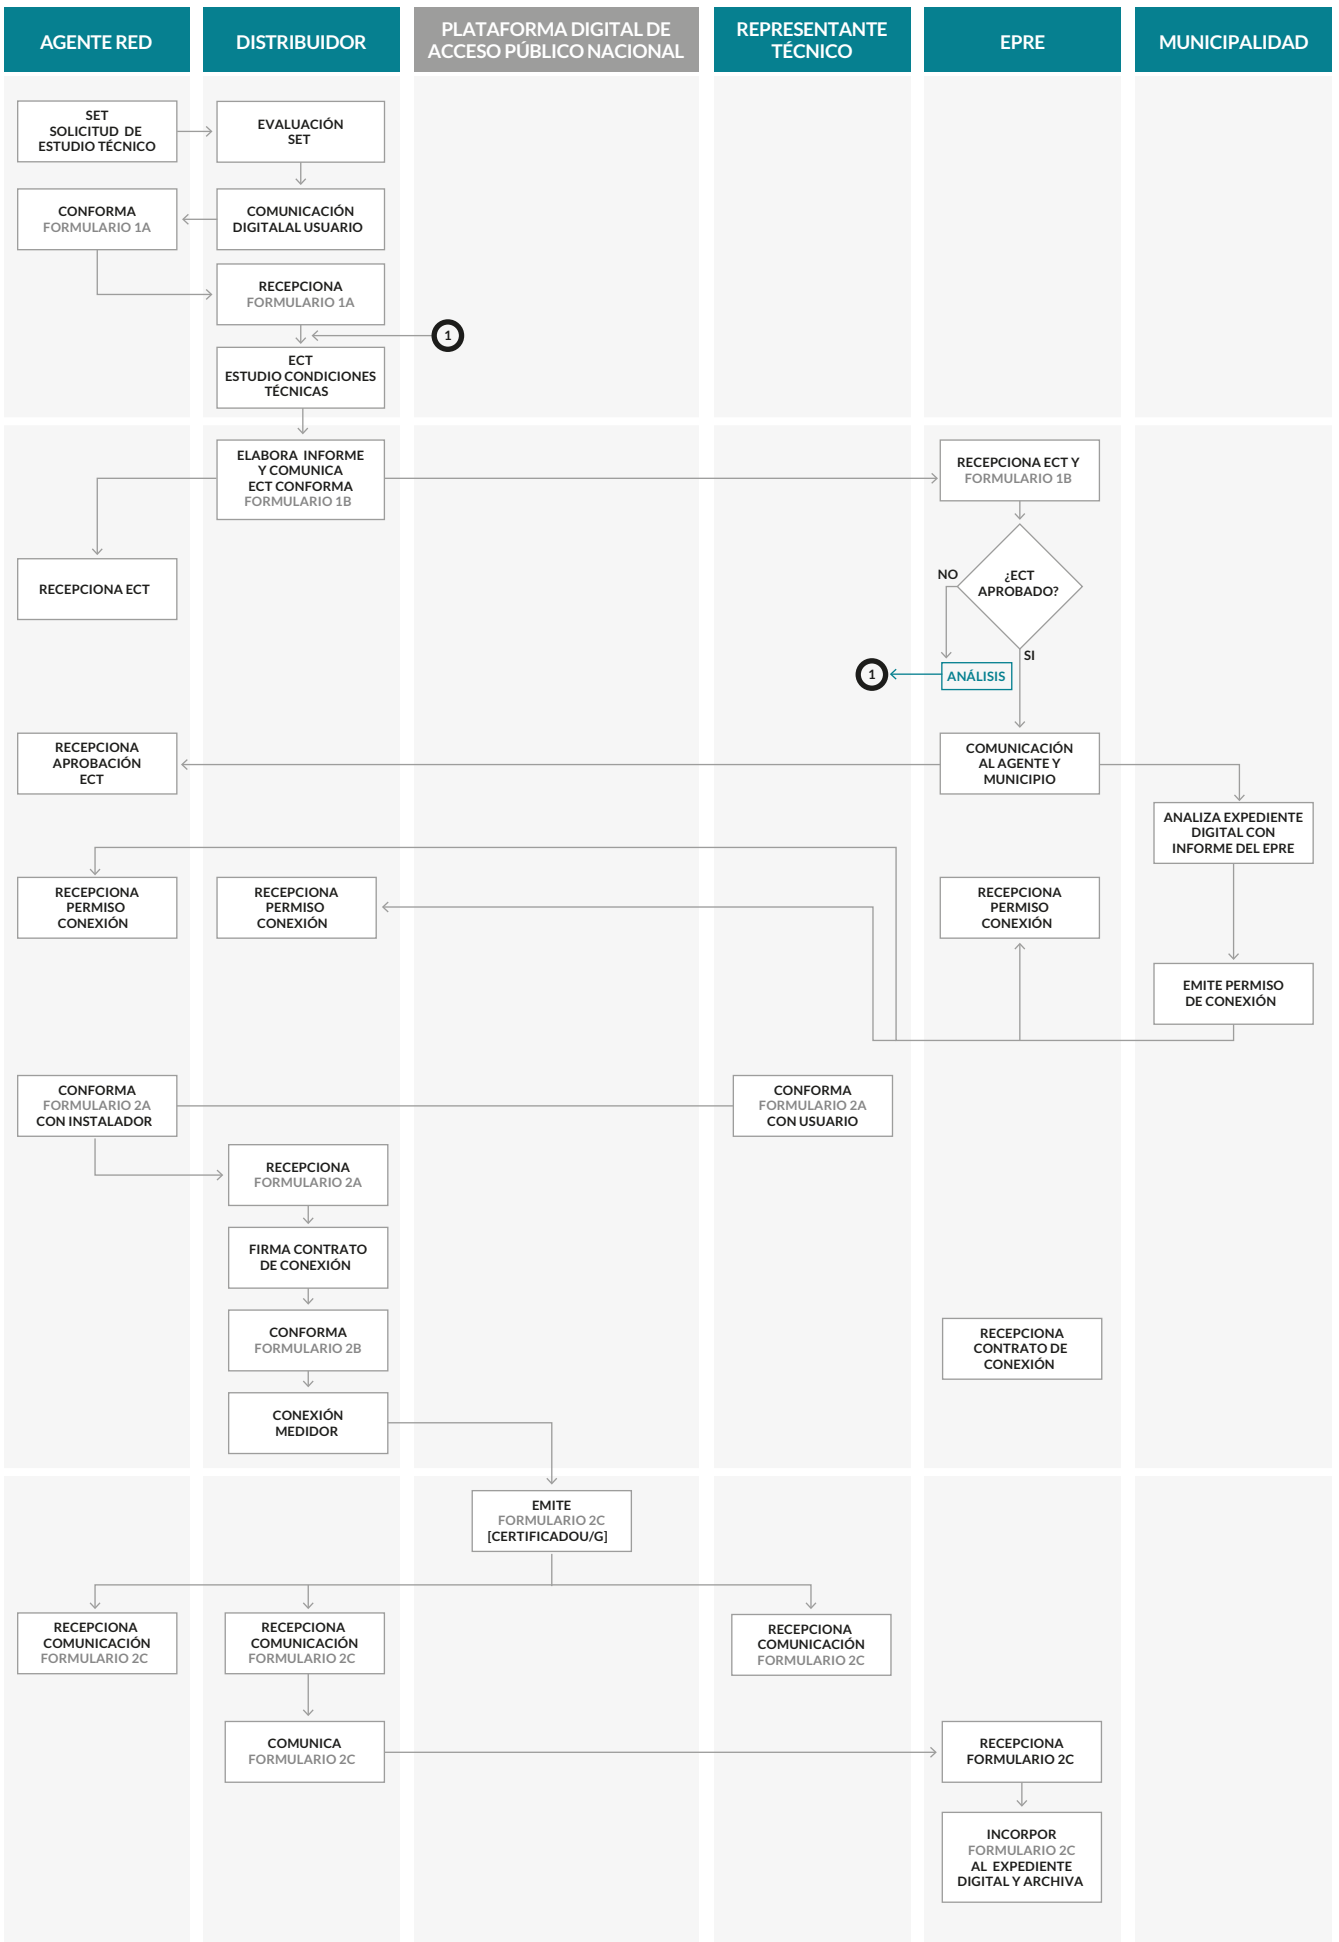 AGENTE RED
DISTRIBUIDOR
PLATAFORMA DIGITAL DE
ACCESO PÚBLICO NACIONAL
REPRESENTANTE
TÉCNICO
EPRE
MUNICIPALIDAD
SET
SOLICITUD DE
ESTUDIO TÉCNICO
EVALUACIÓN
SET
CONFORMA
FORMULARIO 1A
COMUNICACIÓN
DIGITALAL USUARIO
RECEPCIONA
FORMULARIO 1A
1
ECT
ESTUDIO CONDICIONES
TÉCNICAS
ELABORA INFORME
Y COMUNICA
ECT CONFORMA
FORMULARIO 1B
RECEPCIONA ECT Y
FORMULARIO 1B
RECEPCIONA ECT
NO
¿ECT
APROBADO?
SI
1
ANÁLISIS
RECEPCIONA
APROBACIÓN
ECT
COMUNICACIÓN
AL AGENTE Y
MUNICIPIO
ANALIZA EXPEDIENTE
DIGITAL CON
INFORME DEL EPRE
RECEPCIONA
PERMISO
CONEXIÓN
RECEPCIONA
PERMISO
CONEXIÓN
RECEPCIONA
PERMISO
CONEXIÓN
EMITE PERMISO
DE CONEXIÓN
CONFORMA
FORMULARIO 2A
CON INSTALADOR
CONFORMA
FORMULARIO 2A
CON USUARIO
RECEPCIONA
FORMULARIO 2A
FIRMA CONTRATO
DE CONEXIÓN
CONFORMA
FORMULARIO 2B
RECEPCIONA
CONTRATO DE
CONEXIÓN
CONEXIÓN
MEDIDOR
EMITE
FORMULARIO 2C
[CERTIFICADOU/G]
RECEPCIONA
COMUNICACIÓN
FORMULARIO 2C
RECEPCIONA
COMUNICACIÓN
FORMULARIO 2C
RECEPCIONA
COMUNICACIÓN
FORMULARIO 2C
COMUNICA
FORMULARIO 2C
RECEPCIONA
FORMULARIO 2C
INCORPOR
FORMULARIO 2C
AL EXPEDIENTE
DIGITAL Y ARCHIVA